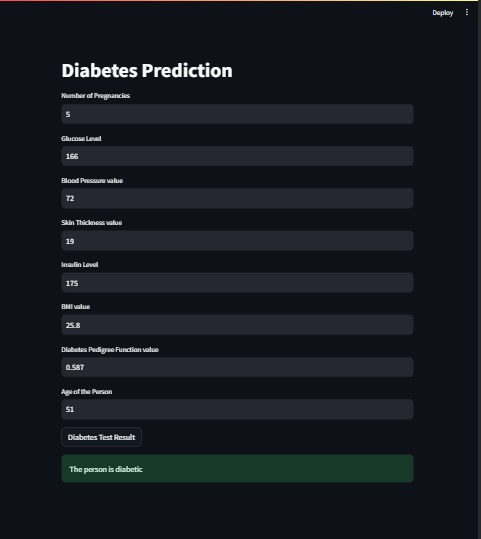 Deploy
Diabetes Prediction
Number of Pregnancies
5
Glucose Level
166
Blood Pressure value
72
Skin Thickness value
19
Insulin Level
175
BMI value
25.8
Diabetes Pedigree Function value
0.587
Age of the Person
51
Diabetes Test Result
The person is diabetic